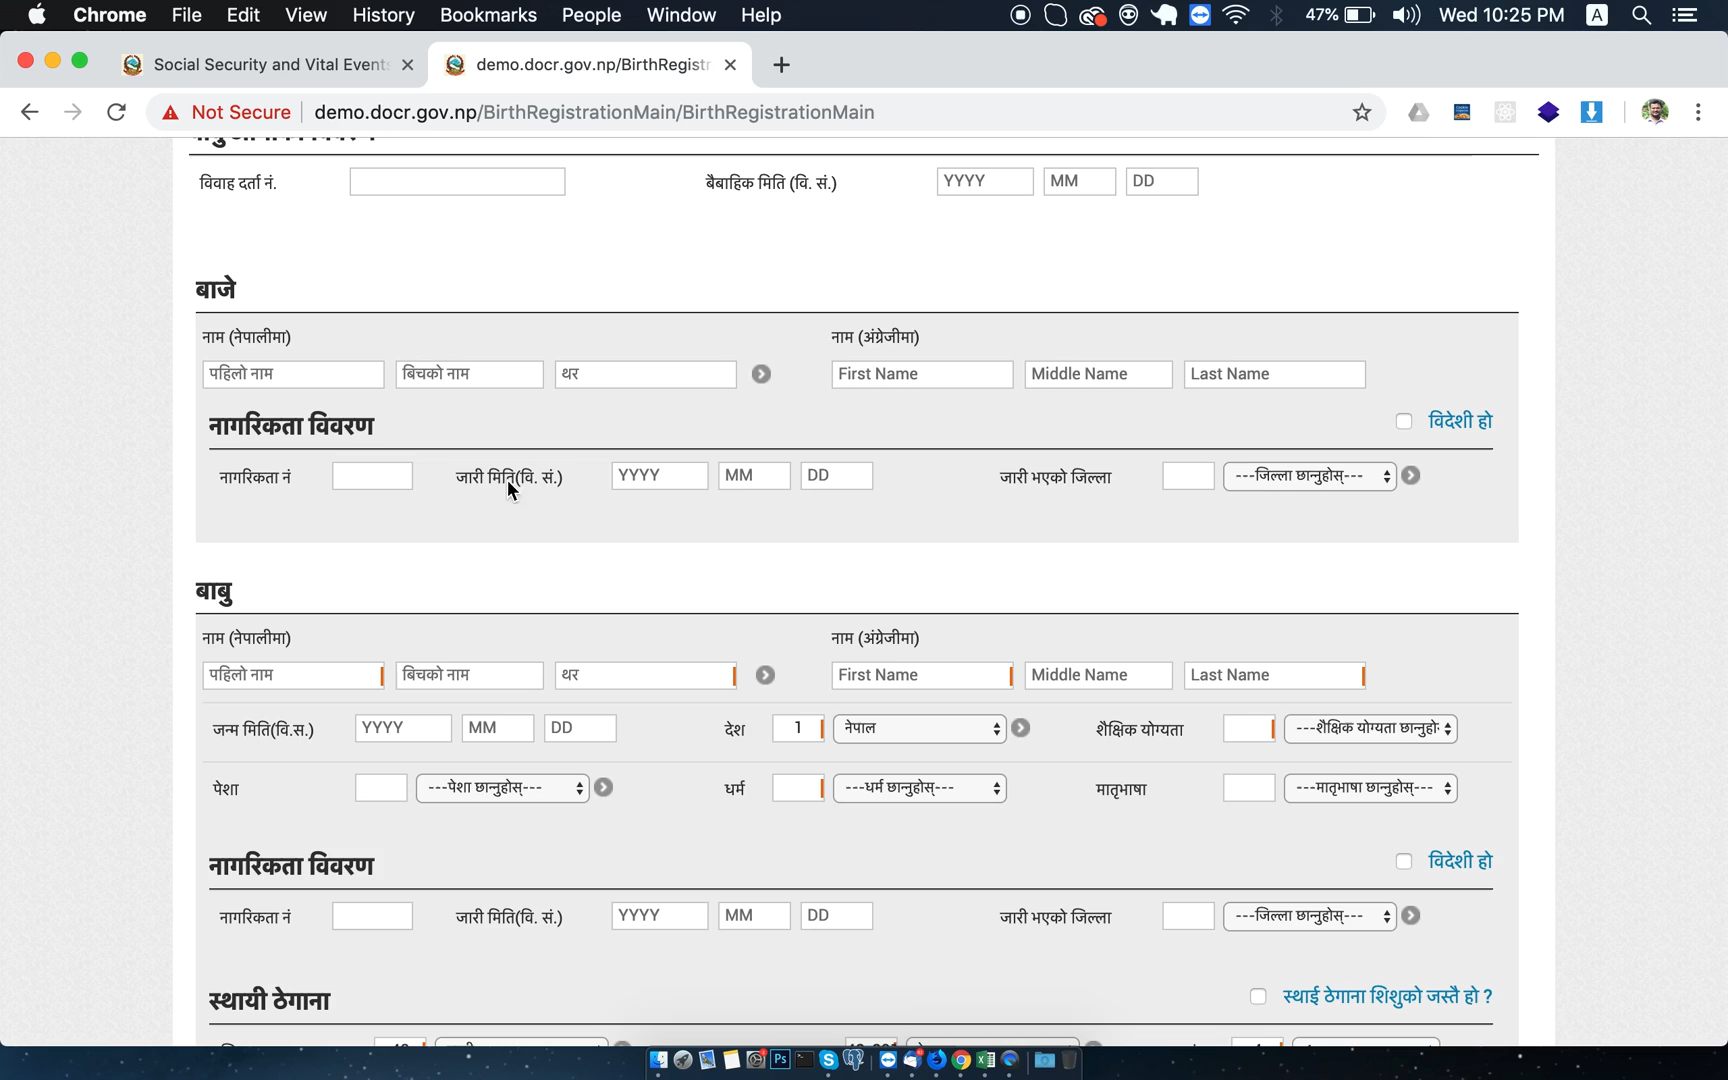 Chrome File Edit View History Bookmarks People Window Help 47% Wed 10:25 PM A
Social Security and Vital Event
demo.docr.gov.np/BirthRegistr
Not Secure demo.docr.gov.np/BirthRegistrationMain/BirthRegistrationMain
विवाह दर्ता नं. बैबाहिक मिति (वि. सं.) YYYY MM DD
बाजे
नाम (नेपालीमा) नाम (अंग्रेजीमा)
पहिलो नाम बिचको नाम थर First Name Middle Name Last Name
नागरिकता विवरण विदेशी हो
नागरिकता नं जारी मिति(वि. सं.) YYYY MM DD जारी भएको जिल्ला ---जिल्ला छान्नुहोस्---
बाबु
नाम (नेपालीमा) नाम (अंग्रेजीमा)
पहिलो नाम बिचको नाम थर First Name Middle Name Last Name
जन्म मिति(वि.स.) YYYY MM DD देश 1 नेपाल शैक्षिक योग्यता ---शैक्षिक योग्यता छान्नुहो
पेशा ---पेशा छान्नुहोस्--- धर्म ---धर्म छान्नुहोस्--- मातृभाषा ---मातृभाषा छान्नुहोस्---
नागरिकता विवरण विदेशी हो
नागरिकता नं जारी मिति(वि. सं.) YYYY MM DD जारी भएको जिल्ला ---जिल्ला छान्नुहोस्---
स्थायी ठेगाना स्थाई ठेगाना शिशुको जस्तै हो ?
Ps